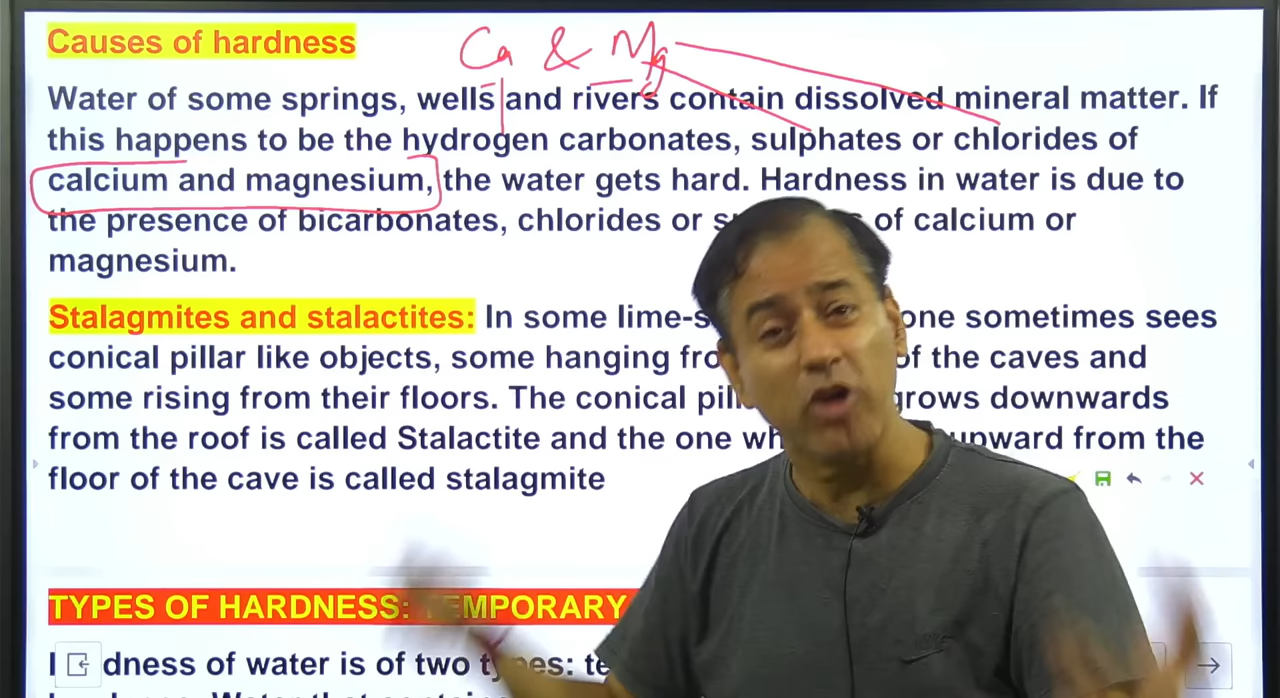 Causes of hardness
Ca & Mg
Water of some springs, wells and rivers contain dissolved mineral matter. If
this happens to be the hydrogen carbonates, sulphates or chlorides of
calcium and magnesium, the water gets hard. Hardness in water is due to
the presence of bicarbonates, chlorides or of calcium or
magnesium.
Stalagmites and stalactites: In some one sometimes sees
conical pillar like objects, some hanging of the caves and
some rising from their floors. The conical grows downwards
from the roof is called Stalactite and the one upward from the
floor of the cave is called stalagmite
TYPES OF HARDNESS: TEMPORARY
dness of water is of two types: